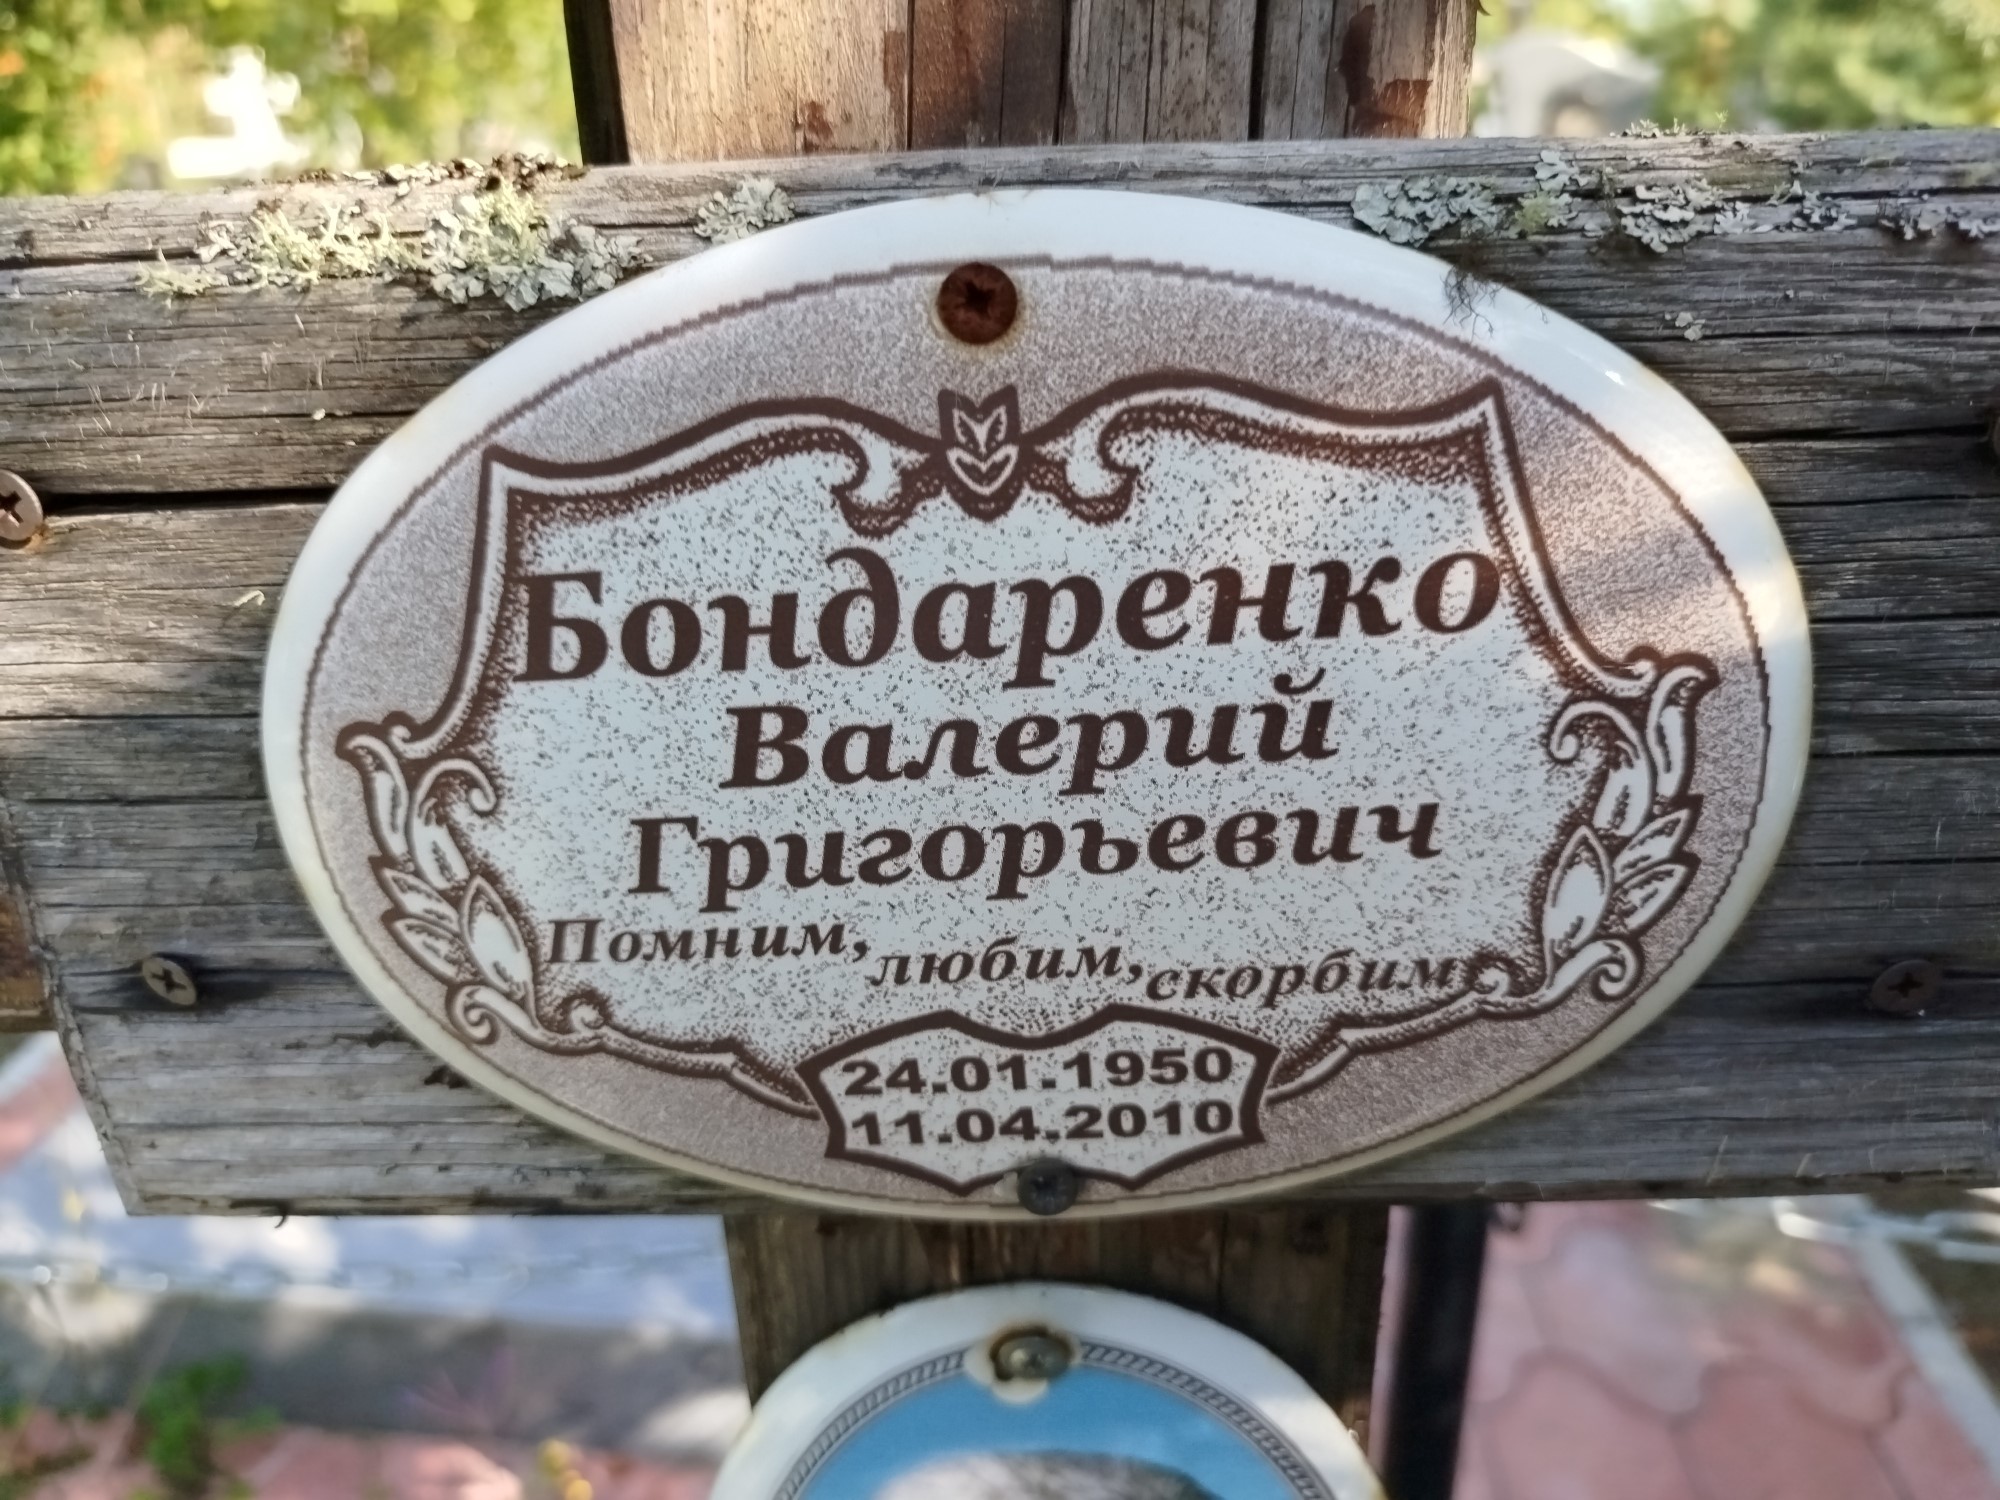 Бондаренко
Валерий
Григорьевич
Помним, любим, скорбим
24.01.1950
11.04.2010